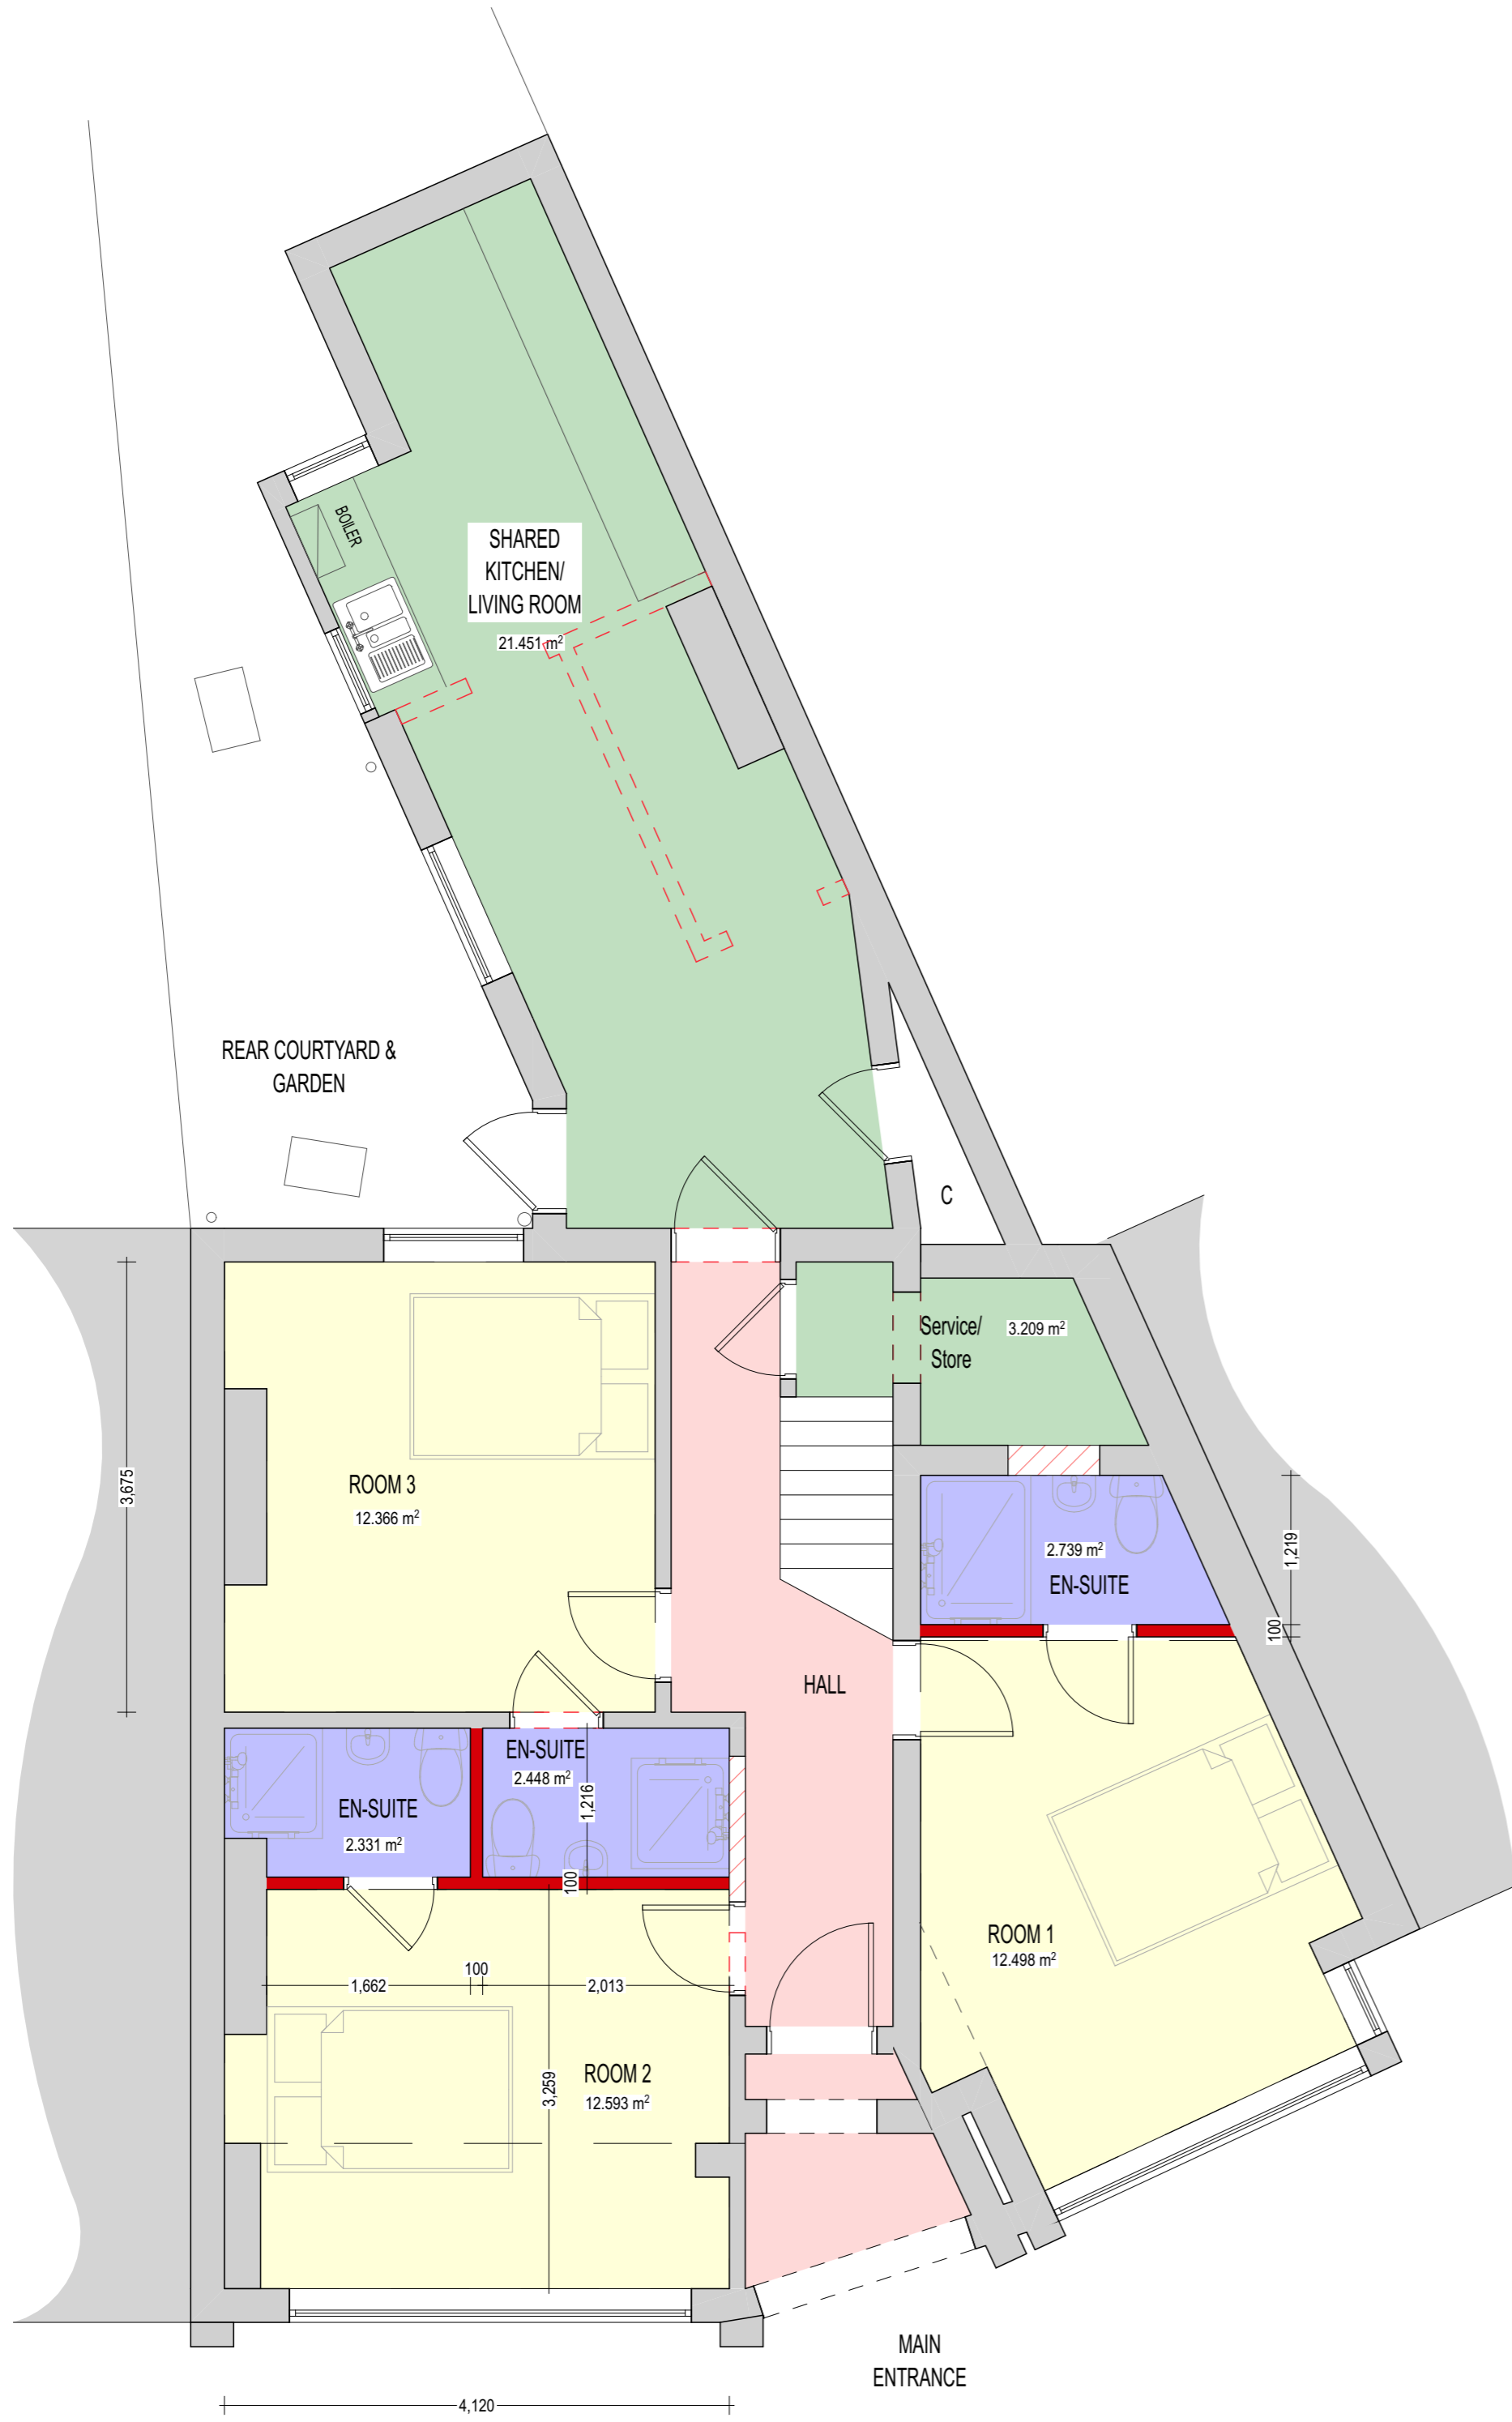 BOILER
SHARED
KITCHEN/
LIVING ROOM
21.451 m²
REAR COURTYARD &
GARDEN
C
Service/
Store
3.209 m²
3,675
ROOM 3
12.366 m²
2.739 m²
EN-SUITE
1,219
100
HALL
EN-SUITE
2.448 m²
1,216
100
EN-SUITE
2.331 m²
ROOM 1
12.498 m²
1,662
100
2,013
3,259
ROOM 2
12.593 m²
MAIN
ENTRANCE
4,120